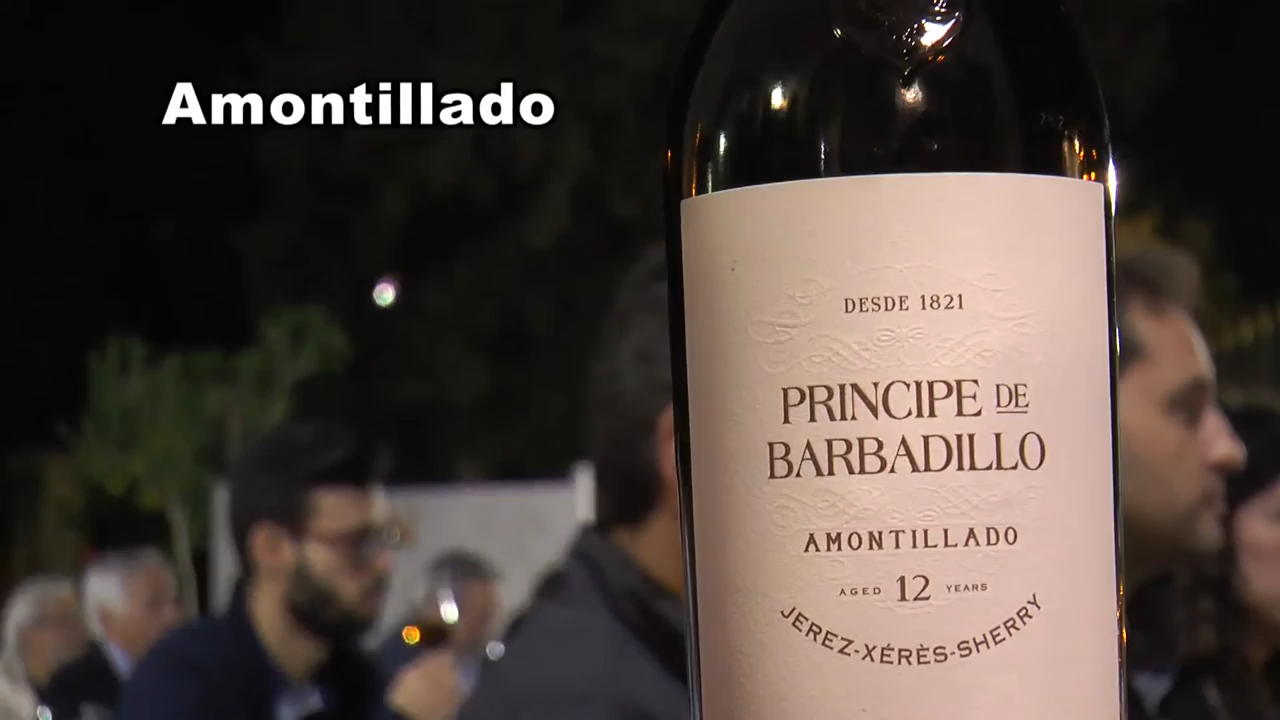 Amontillado
DESDE 1821
PRINCIPE DE
BARBADILLO
AMONTILLADO
AGED 12 YEARS
JEREZ-XÉRÈS-SHERRY